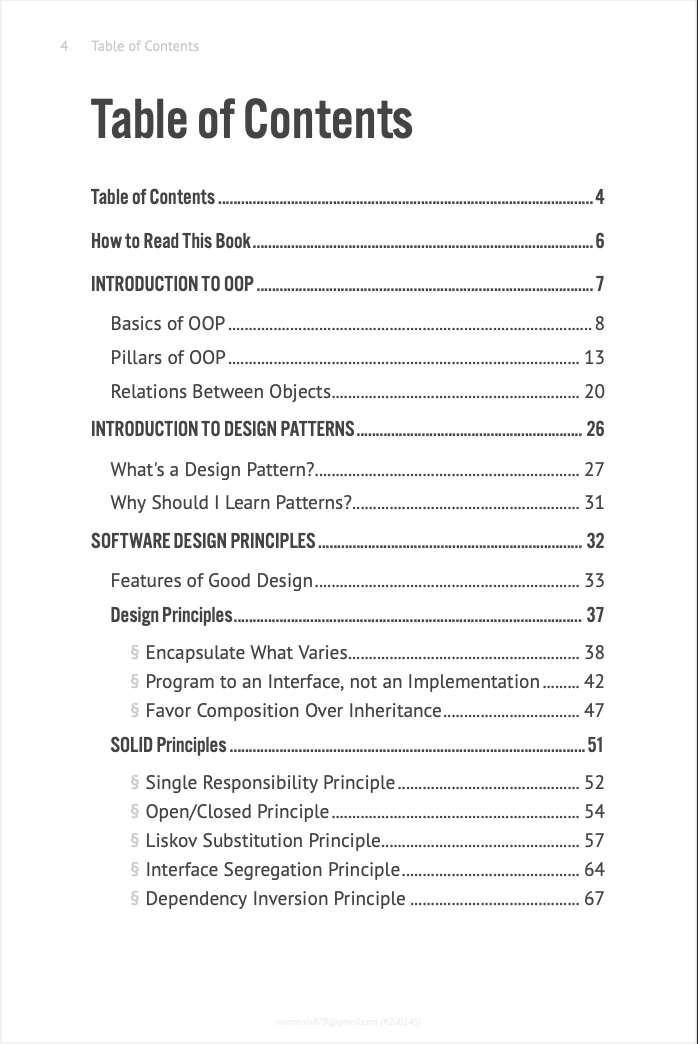 4 Table of Contents
Table of Contents
Table of Contents ........................................................................................ 4
How to Read This Book ........................................................................................ 6
INTRODUCTION TO OOP ........................................................................................ 7
Basics of OOP ........................................................................................ 8
Pillars of OOP ........................................................................................ 13
Relations Between Objects ............................................................ 20
INTRODUCTION TO DESIGN PATTERNS ............................................................ 26
What's a Design Pattern? ............................................................ 27
Why Should I Learn Patterns? .................................................. 31
SOFTWARE DESIGN PRINCIPLES ............................................................ 32
Features of Good Design ............................................................ 33
Design Principles ........................................................................................ 37
§ Encapsulate What Varies .................................................. 38
§ Program to an Interface, not an Implementation ......... 42
§ Favor Composition Over Inheritance .............................. 47
SOLID Principles ........................................................................................ 51
§ Single Responsibility Principle ........................................ 52
§ Open/Closed Principle .................................................. 54
§ Liskov Substitution Principle ........................................ 57
§ Interface Segregation Principle ........................................ 64
§ Dependency Inversion Principle ........................................ 67